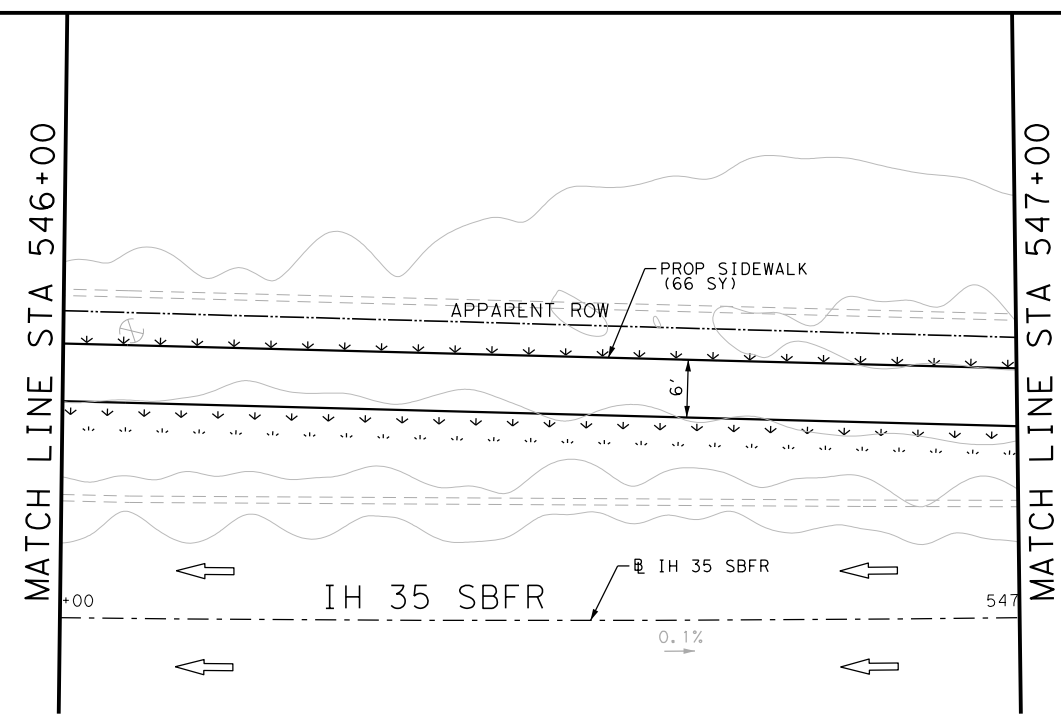 MATCH LINE STA 546+00
PROP SIDEWALK
(66 SY)
APPARENT ROW
6'
BL IH 35 SBFR
IH 35 SBFR
+00
547
0.1%
MATCH LINE STA 547+00